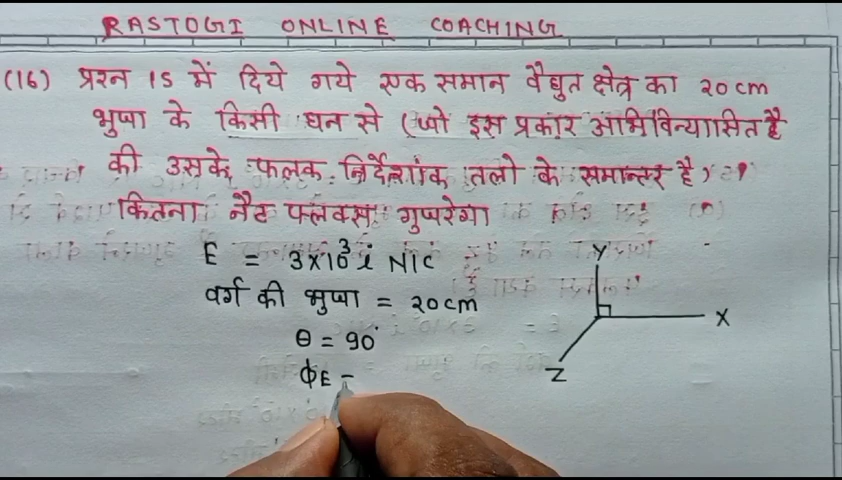 RASTOGI ONLINE COACHING
(16) प्रश्न 15 में दिये गये एक समान वैद्युत क्षेत्र का 20 cm
भुजा के किसी घन से (जो इस प्रकार अभिविन्यासित है
की उसके फलक निर्देशांक तलो के समान्तर है)
कितना नैट फ्लक्स गुजरेगा
E = 3×10³ i N/C
वर्ग की भुजा = 20cm
θ = 90°
ΦE -
Y
X
Z